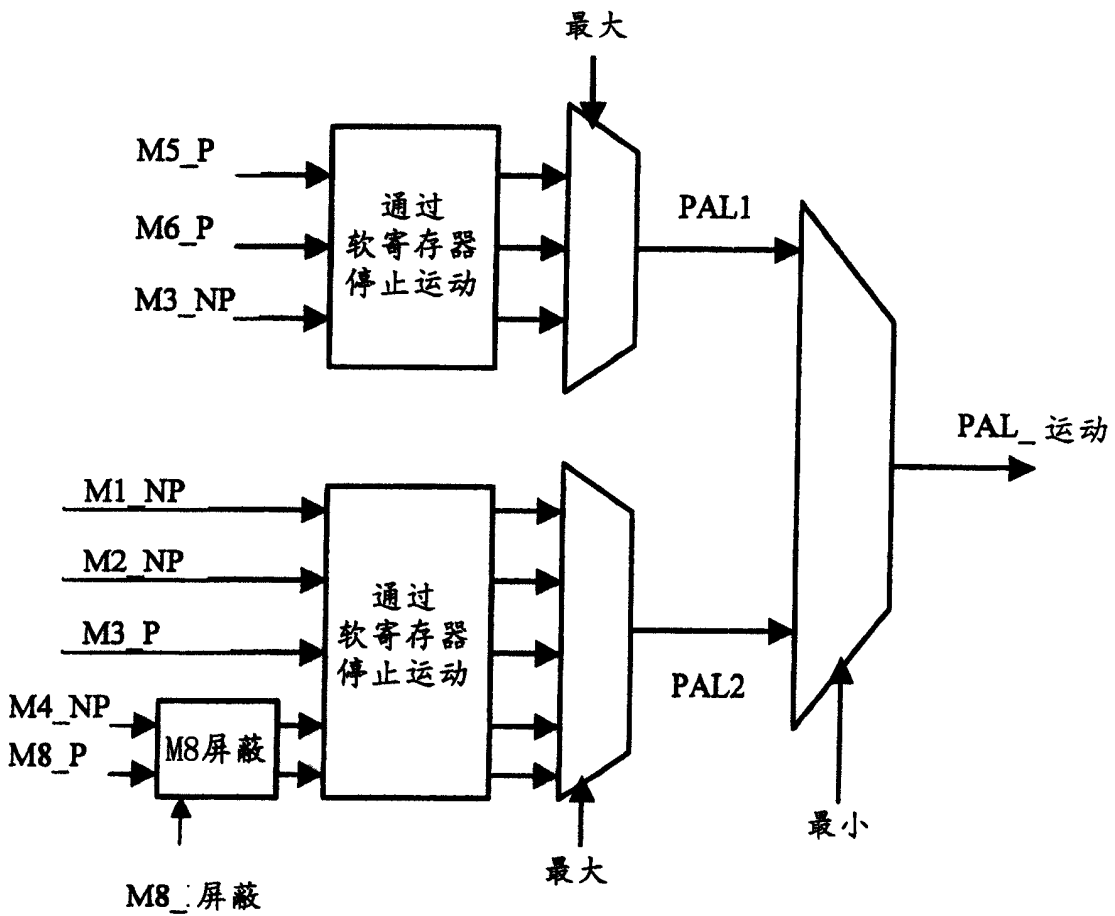 最大
M5_P
M6_P
M3_NP
通过
软寄存器
停止运动
PAL1
PAL_运动
M1_NP
M2_NP
M3_P
M4_NP
M8_P
M8屏蔽
通过
软寄存器
停止运动
PAL2
最小
最大
M8_屏蔽